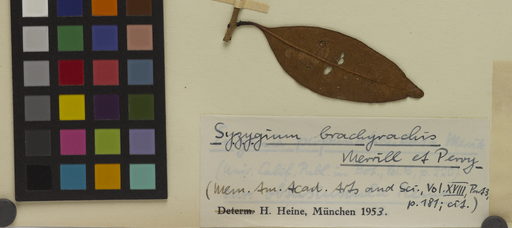 Syzygium brachyrachis
Merrill et Perry
(Mem. Am. Acad. Arts and Sci., Vol. XVIII, Part 3,
p. 181; cit.)
Determ. H. Heine, München 1953.